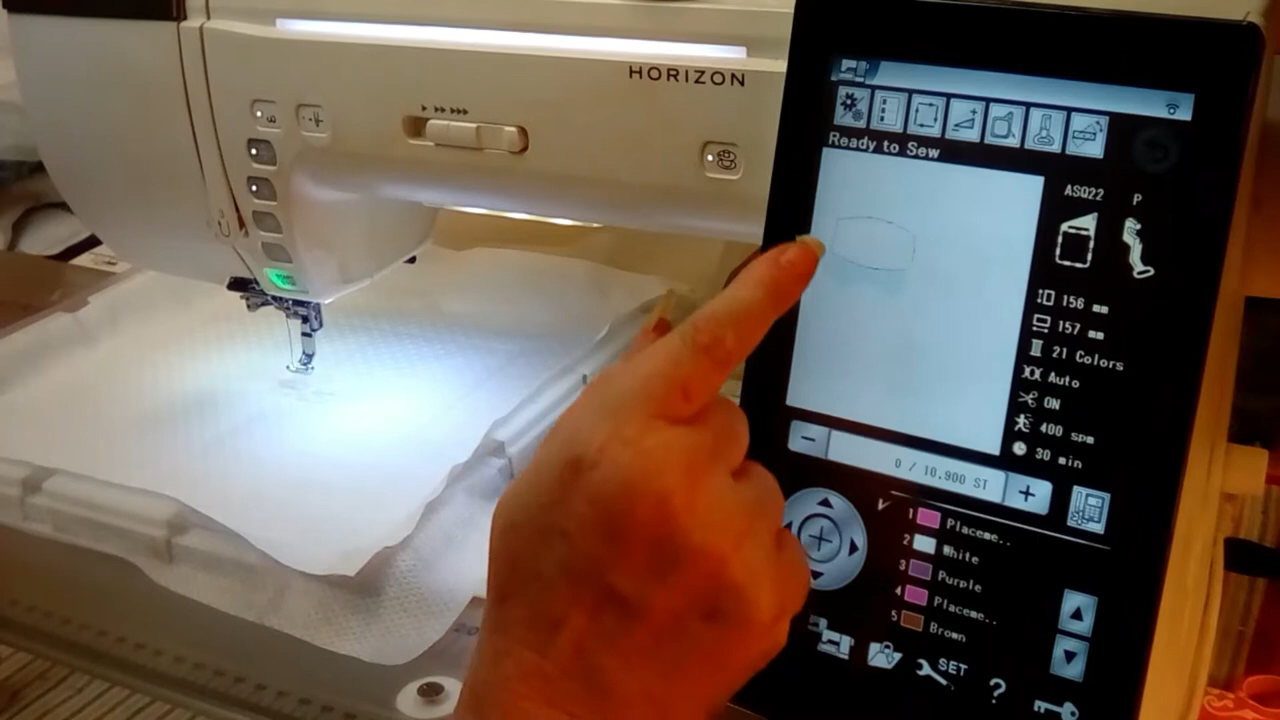 HORIZON
Ready to Sew
ASQ22 P
156 mm
157 mm
21 Colors
Auto
ON
400 spm
30 min
0 / 10,900 ST
1 Placeme..
2 White
3 Purple
4 Placeme..
5 Brown
SET
?